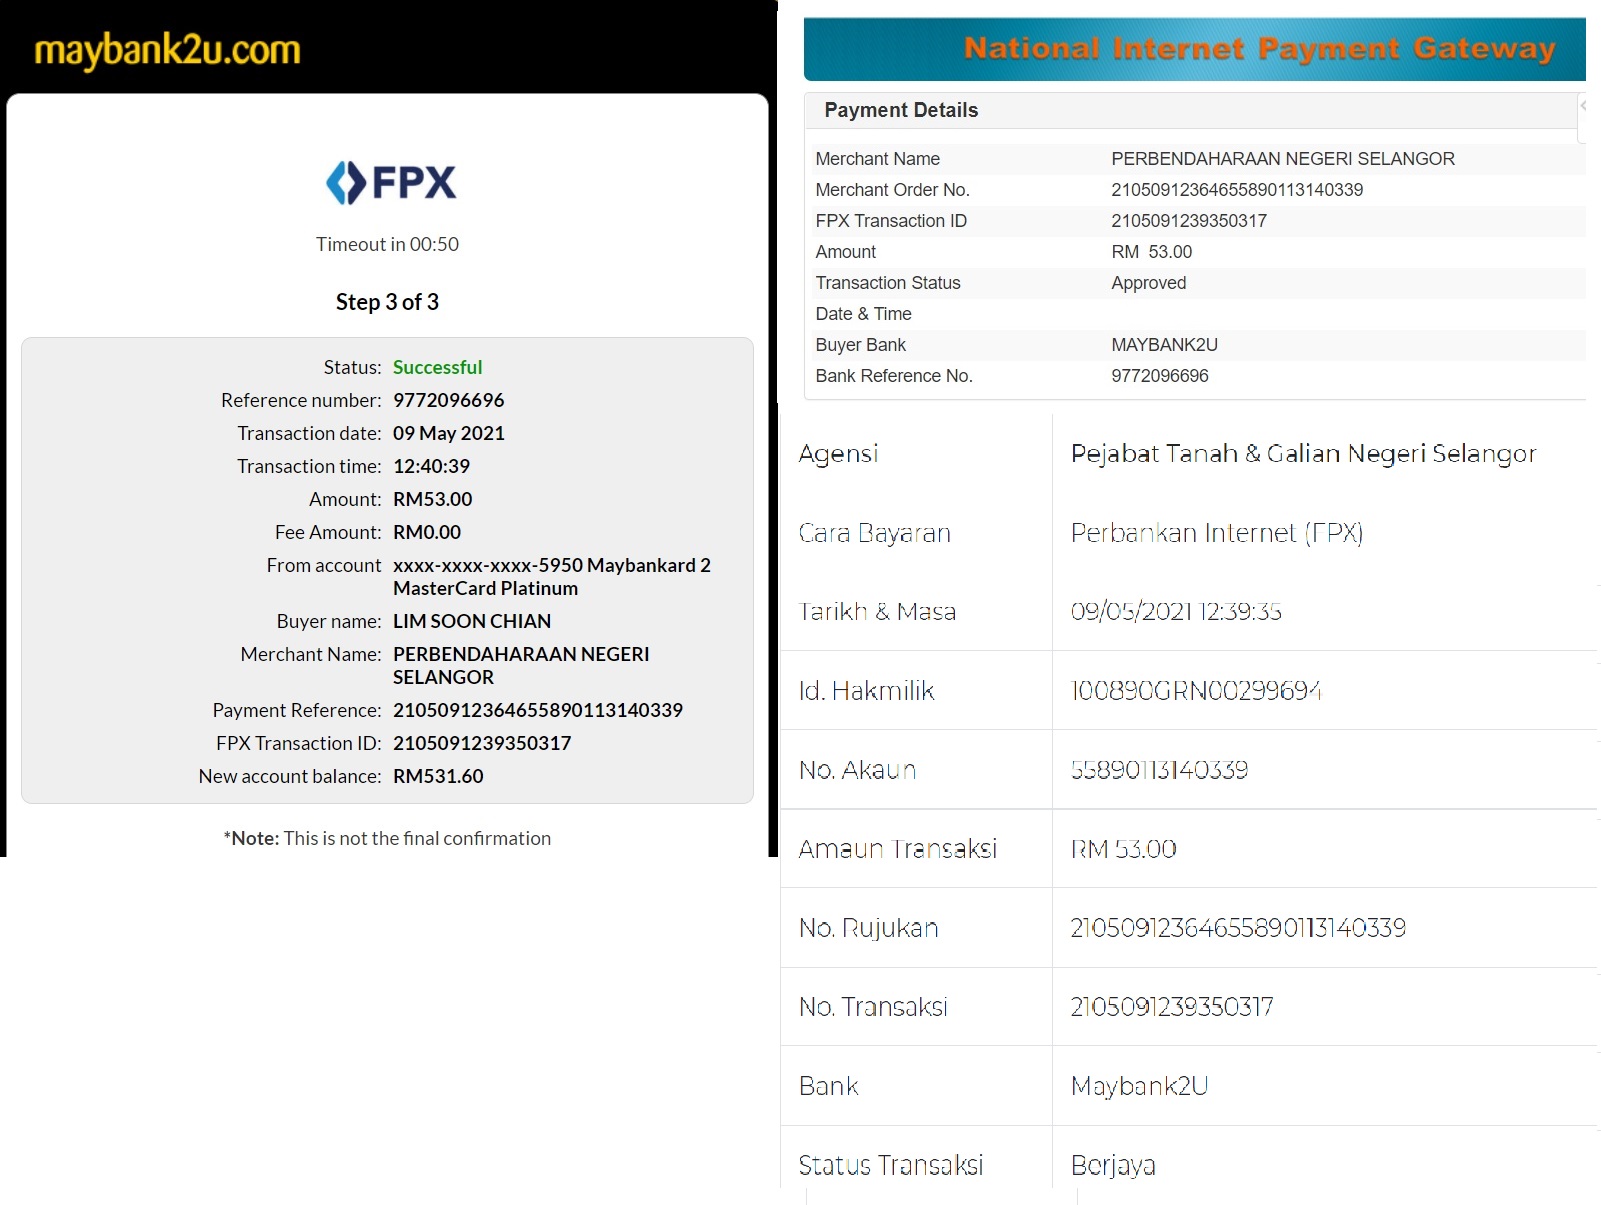 maybank2u.com
FPX
Timeout in 00:50
Step 3 of 3
Status: Successful
Reference number: 9772096696
Transaction date: 09 May 2021
Transaction time: 12:40:39
Amount: RM53.00
Fee Amount: RM0.00
From account xxxx-xxxx-xxxx-5950 Maybankard 2
MasterCard Platinum
Buyer name: LIM SOON CHIAN
Merchant Name: PERBENDAHARAAN NEGERI
SELANGOR
Payment Reference: 21050912364655890113140339
FPX Transaction ID: 2105091239350317
New account balance: RM531.60
*Note: This is not the final confirmation
National Internet Payment Gateway
Payment Details
Merchant Name PERBENDAHARAAN NEGERI SELANGOR
Merchant Order No. 21050912364655890113140339
FPX Transaction ID 2105091239350317
Amount RM 53.00
Transaction Status Approved
Date & Time
Buyer Bank MAYBANK2U
Bank Reference No. 9772096696
Agensi Pejabat Tanah & Galian Negeri Selangor
Cara Bayaran Perbankan Internet (FPX)
Tarikh & Masa 09/05/2021 12:39:35
Id. Hakmilik 100890GRN00299694
No. Akaun 55890113140339
Amaun Transaksi RM 53.00
No. Rujukan 21050912364655890113140339
No. Transaksi 2105091239350317
Bank Maybank2U
Status Transaksi Berjaya